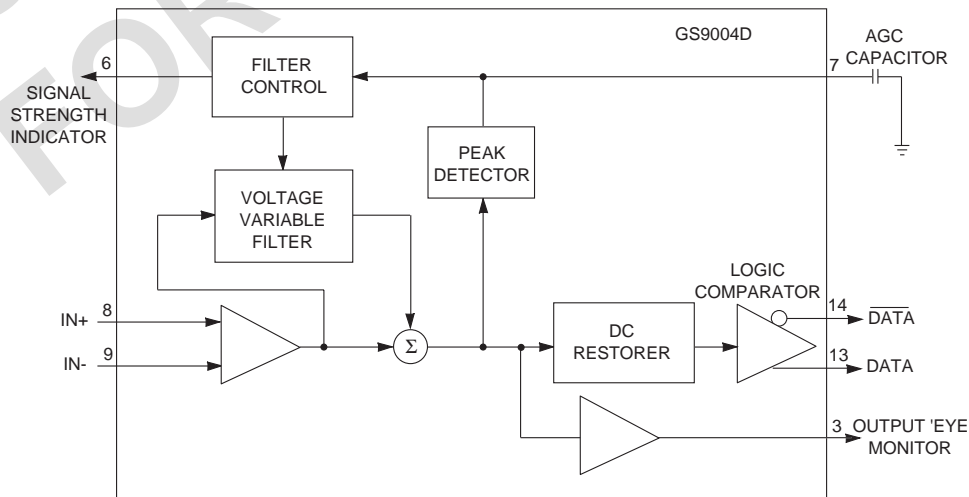 GS9004D
AGC
CAPACITOR
6
7
FILTER
CONTROL
SIGNAL
STRENGTH
INDICATOR
PEAK
DETECTOR
VOLTAGE
VARIABLE
FILTER
LOGIC
COMPARATOR
8
IN+
14
DATA
9
IN-
Σ
DC
RESTORER
13
DATA
3
OUTPUT 'EYE
MONITOR
FOR